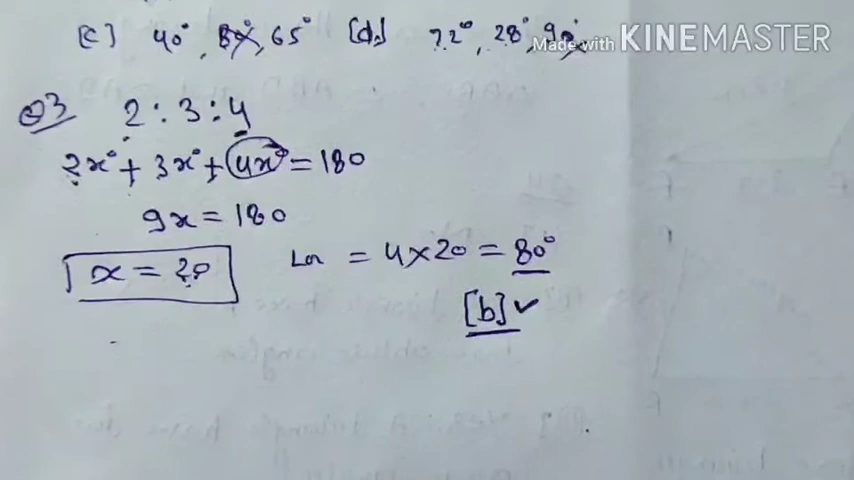 [c] 40°, 65° [d] 72°, 28°, 90°
Made with KINEMASTER
Q3 2 : 3 : 4
2x° + 3x° + 4x° = 180
9x = 180
x = 20 Lar = 4×20 = 80°
[b] ✓